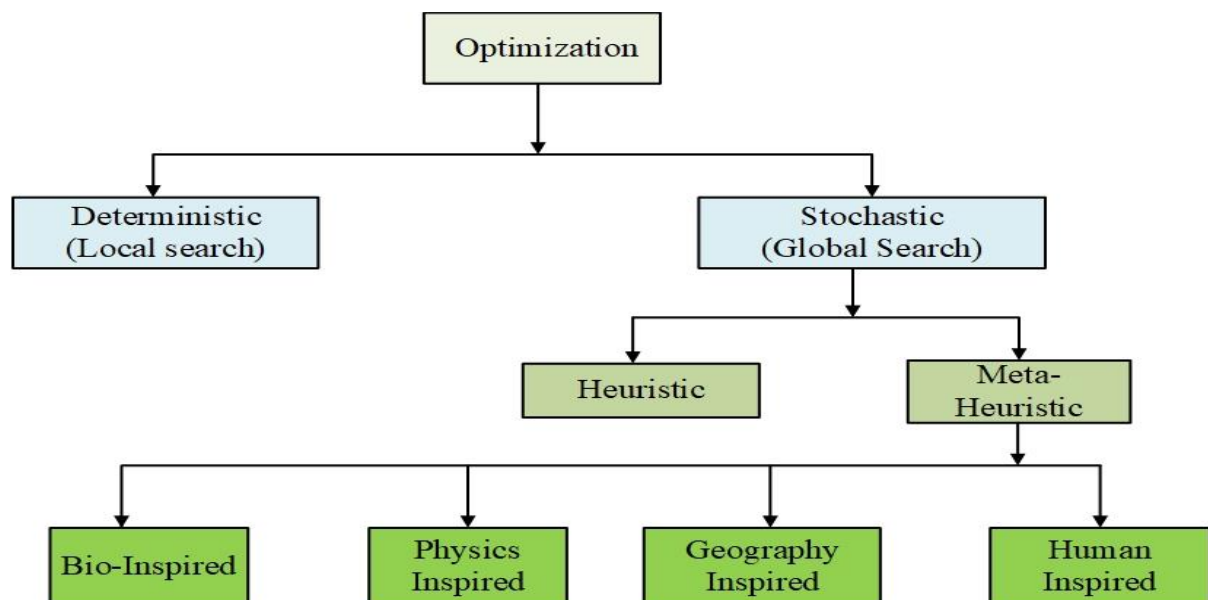 Optimization
Deterministic
(Local search)
Stochastic
(Global Search)
Heuristic
Meta-
Heuristic
Bio-Inspired
Physics
Inspired
Geography
Inspired
Human
Inspired